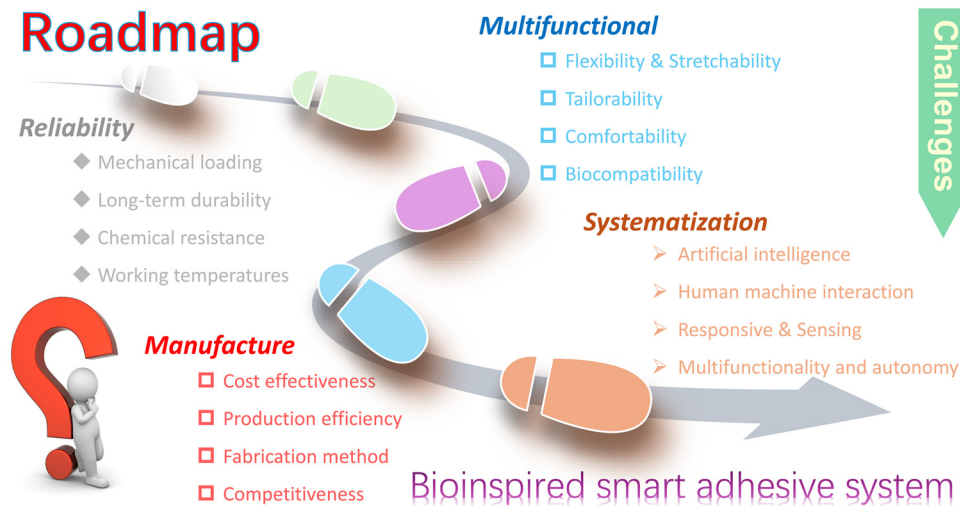 Roadmap
Multifunctional
Flexibility & Stretchability
Tailorability
Comfortability
Biocompatibility
Challenges
Reliability
Mechanical loading
Long-term durability
Chemical resistance
Working temperatures
Systematization
Artificial intelligence
Human machine interaction
Responsive & Sensing
Multifunctionality and autonomy
Manufacture
Cost effectiveness
Production efficiency
Fabrication method
Competitiveness
Bioinspired smart adhesive system